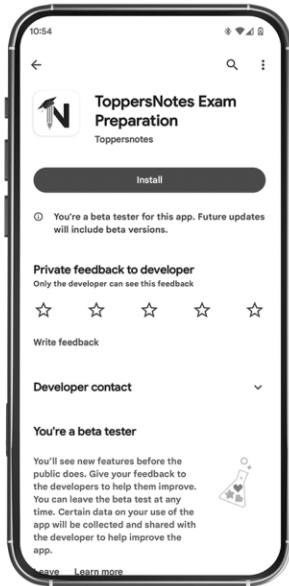 10:54
ToppersNotes Exam
Preparation
Toppersnotes
Install
You're a beta tester for this app. Future updates
will include beta versions.
Private feedback to developer
Only the developer can see this feedback
Write feedback
Developer contact
You're a beta tester
You'll see new features before the
public does. Give your feedback to
the developers to help them improve.
You can leave the beta test at any
time. Certain data on your use of the
app will be collected and shared with
the developer to help improve the
app.
Leave Learn more